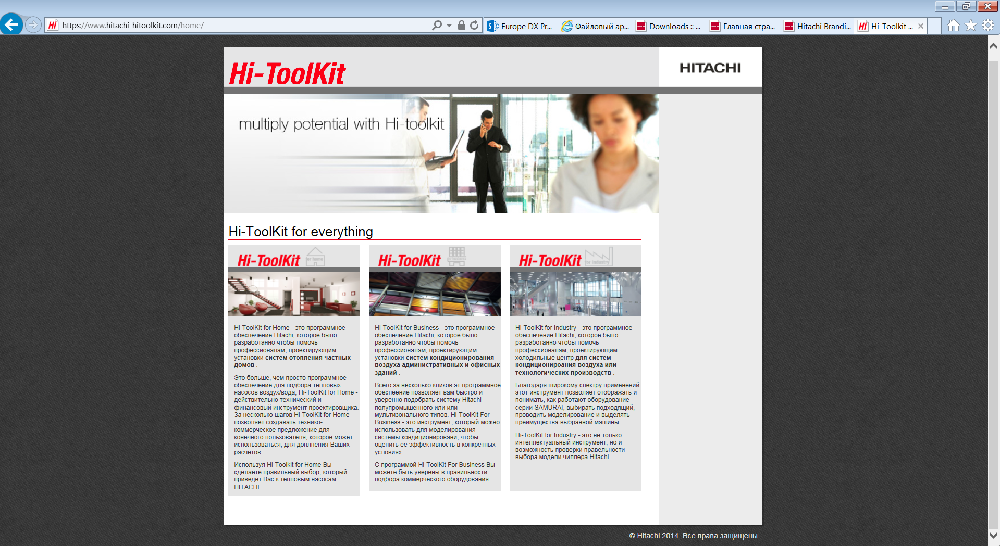 https://www.hitachi-hitoolkit.com/home/
Europe DX Pr...
Файловый ар...
Downloads :: ...
Главная стра...
Hitachi Brandi...
Hi-Toolkit ...
Hi-ToolKit
HITACHI
multiply potential with Hi-toolkit
Hi-ToolKit for everything
Hi-ToolKit for home
Hi-ToolKit for business
Hi-ToolKit for industry
Hi-ToolKit for Home - это программное
обеспечение Hitachi, которое было
разработанно чтобы помочь
профессионалам, проектирующим
установки систем отопления частных
домов .
Это больше, чем просто программное
обеспечение для подбора тепловых
насосов воздух/вода, Hi-ToolKit for Home -
действительно технический и
финансовый инструмент проектировщика.
За несколько шагов Hi-ToolKit for Home
позволяет создавать технико-
коммерческое предложение для
конечного пользователя, которое может
использоваться, для доплнения Ваших
расчетов.
Используя Hi-Toolkit for Home Вы
сделаете правильный выбор, который
приведет Вас к тепловым насосам
HITACHI.
Hi-ToolKit for Business - это программное
обеспечение Hitachi, которое было
разработанно чтобы помочь
профессионалам, проектирующим
установки систем кондиционирования
воздуха административных и офисных
зданий .
Всего за несколько кликов эт программное
обеспеение позволяет вам быстро и
уверенно подобрать систему Hitachi
полупромышенного или или
мультизонального типов. Hi-ToolKit For
Business - это инструмент, который можно
использовать для моделирования
системы кондиционировани, чтобы
оценить ее эффективность в конкретных
условиях.
С программой Hi-ToolKit For Business Вы
можете быть уверены в правильности
подбора коммерческого оборудования.
Hi-ToolKit for Industry - это программное
обеспечение Hitachi, которое было
разработанно чтобы помочь
профессионалам, проектирующим
холодильные центр для систем
кондиционироания воздуха или
технологических производств .
Благодаря широкому спектру применений
этот инструмент позволяет отображать и
понимать, как работают оборудование
серии SAMURAI, выбирать подходящий,
проводить моделирование и выделять
преимущества выбранной машины
Hi-ToolKit for Industry - это не только
интеллектуальный инструмент, но и
возможность проверки правельности
выбора модели чиллера Hitachi.
© Hitachi 2014. Все права защищены.